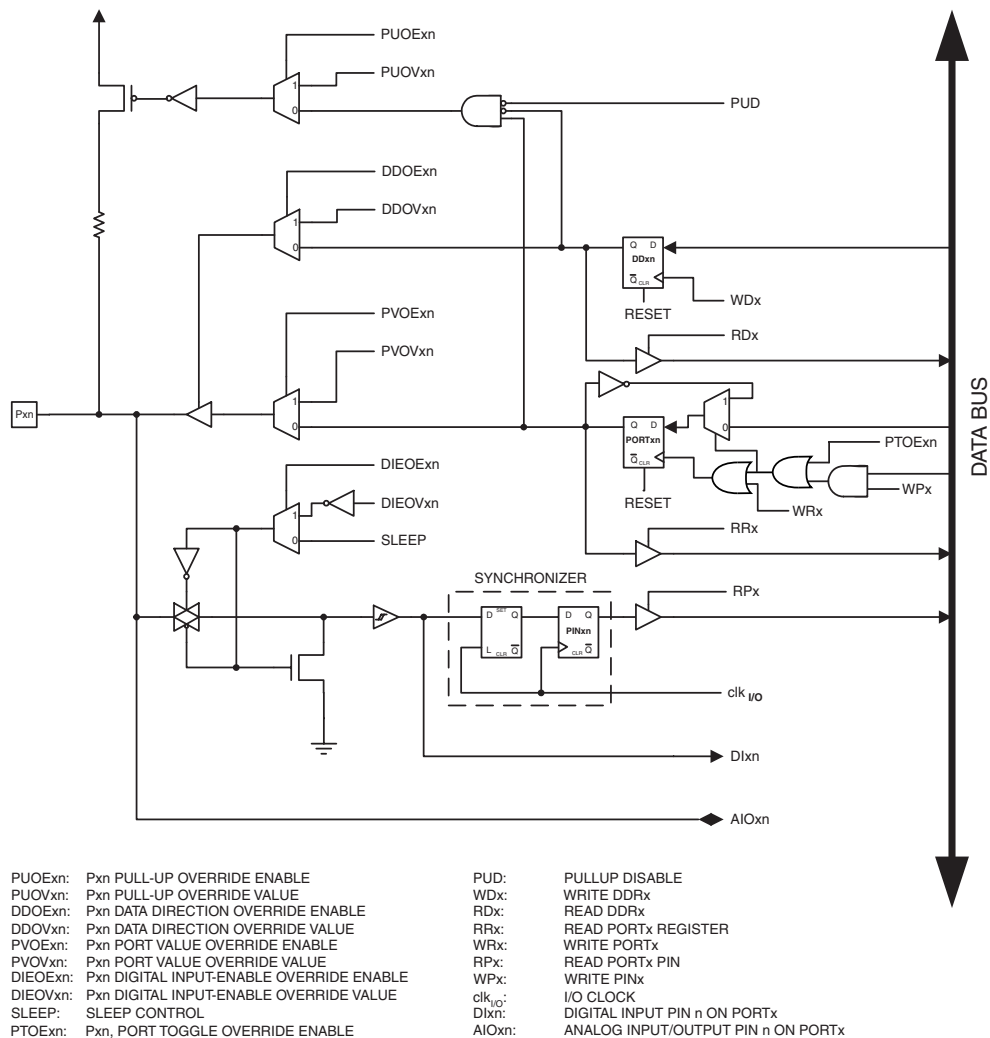 PUOExn
PUOVxn
1
0
PUD
DDOExn
DDOVxn
1
0
Q D
DDxn
Q CLR
WDx
RESET
RDx
PVOExn
PVOVxn
1
0
Pxn
1
0
Q D
PORTxn
Q CLR
PTOExn
WPx
WRx
RESET
RRx
DATA BUS
DIEOExn
DIEOVxn
1
0
SLEEP
SYNCHRONIZER
D SET Q
L CLR Q
D Q
PINxn
CLR Q
RPx
clk I/O
DIxn
AIOxn
PUOExn: Pxn PULL-UP OVERRIDE ENABLE
PUOVxn: Pxn PULL-UP OVERRIDE VALUE
DDOExn: Pxn DATA DIRECTION OVERRIDE ENABLE
DDOVxn: Pxn DATA DIRECTION OVERRIDE VALUE
PVOExn: Pxn PORT VALUE OVERRIDE ENABLE
PVOVxn: Pxn PORT VALUE OVERRIDE VALUE
DIEOExn: Pxn DIGITAL INPUT-ENABLE OVERRIDE ENABLE
DIEOVxn: Pxn DIGITAL INPUT-ENABLE OVERRIDE VALUE
SLEEP: SLEEP CONTROL
PTOExn: Pxn, PORT TOGGLE OVERRIDE ENABLE
PUD: PULLUP DISABLE
WDx: WRITE DDRx
RDx: READ DDRx
RRx: READ PORTx REGISTER
WRx: WRITE PORTx
RPx: READ PORTx PIN
WPx: WRITE PINx
clk I/O: I/O CLOCK
DIxn: DIGITAL INPUT PIN n ON PORTx
AIOxn: ANALOG INPUT/OUTPUT PIN n ON PORTx